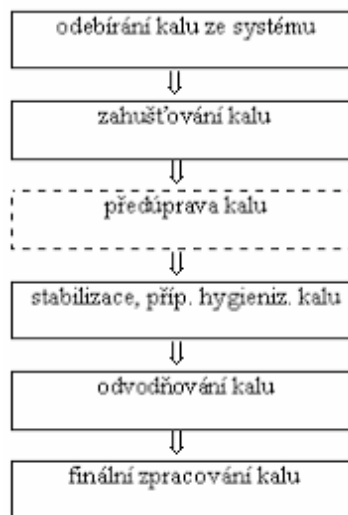 odebírání kalu ze systému
zahušťování kalu
předúprava kalu
stabilizace, příp. hygieniz. kalu
odvodňování kalu
finální zpracování kalu